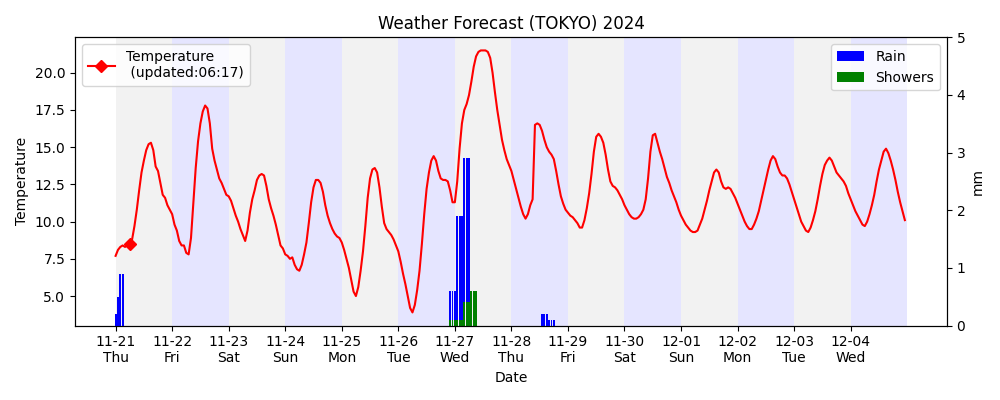 Weather Forecast (TOKYO) 2024
Temperature
(updated:06:17)
Rain
Showers
Temperature
20.0
17.5
15.0
12.5
10.0
7.5
5.0
5
4
3
2
1
0
mm
11-21 11-22 11-23 11-24 11-25 11-26 11-27 11-28 11-29 11-30 12-01 12-02 12-03 12-04
Thu Fri Sat Sun Mon Tue Wed Thu Fri Sat Sun Mon Tue Wed
Date